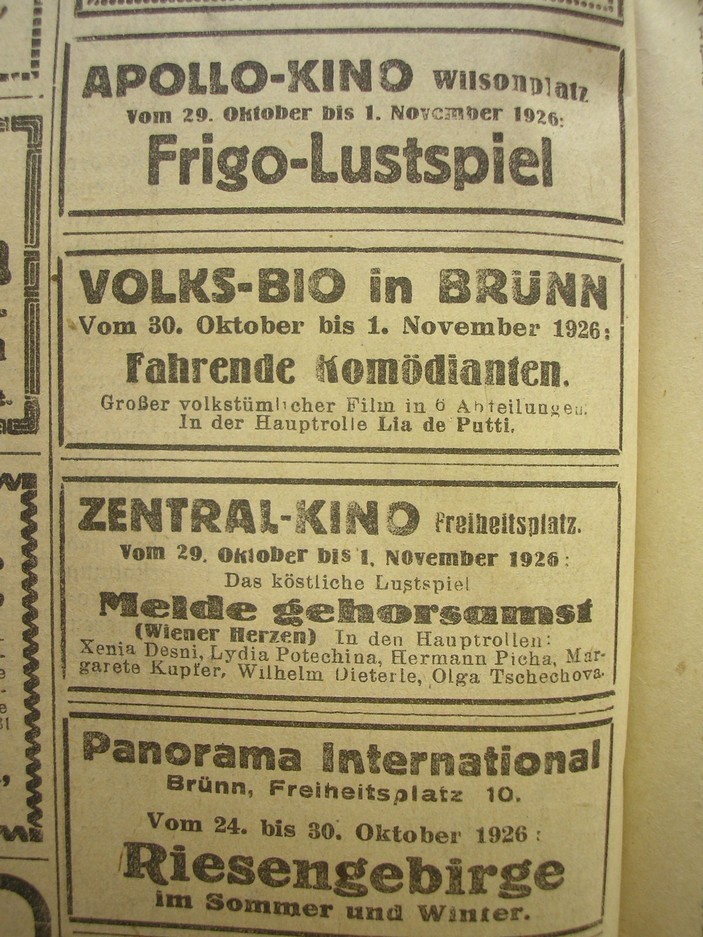 APOLLO-KINO Wilsonplatz
Vom 29. Oktober bis 1. November 1926:
Frigo-Lustspiel
VOLKS-BIO in BRÜNN
Vom 30. Oktober bis 1. November 1926:
Fahrende Komödianten.
Großer volkstümlicher Film in 6 Abteilungen.
In der Hauptrolle Lia de Putti.
ZENTRAL-KINO Freiheitsplatz.
Vom 29. Oktober bis 1. November 1926:
Das köstliche Lustspiel
Melde gehorsamst
(Wiener Herzen) In den Hauptrollen:
Xenia Desni, Lydia Potechina, Hermann Picha, Mar-
garete Kupfer, Wilhelm Dieterle, Olga Tschechova.
Panorama International
Brünn, Freiheitsplatz 10.
Vom 24. bis 30. Oktober 1926:
Riesengebirge
im Sommer und Winter.